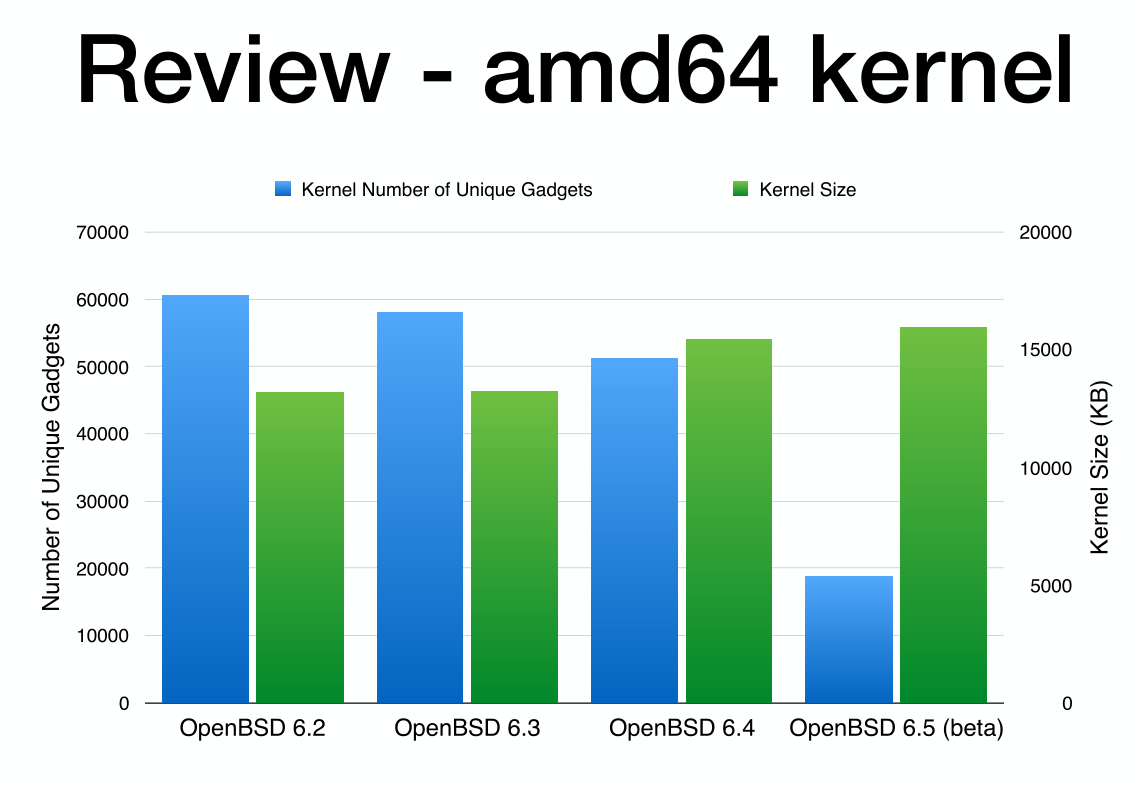 Review - amd64 kernel
Kernel Number of Unique Gadgets
Kernel Size
70000
60000
50000
40000
30000
20000
10000
0
Number of Unique Gadgets
20000
15000
10000
5000
0
Kernel Size (KB)
OpenBSD 6.2
OpenBSD 6.3
OpenBSD 6.4
OpenBSD 6.5 (beta)